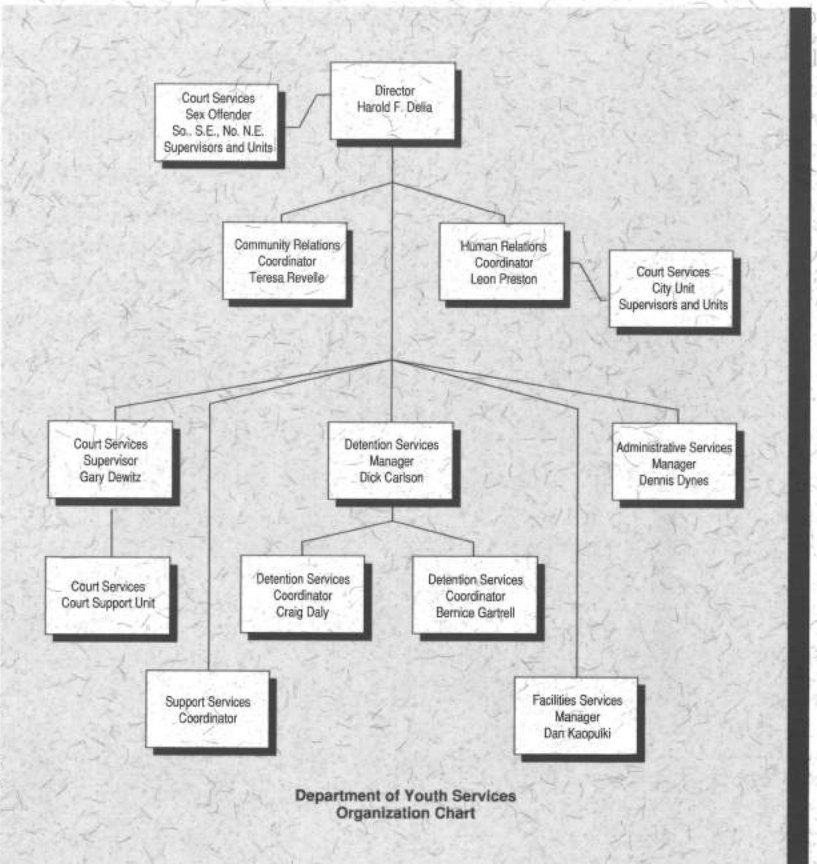 Director
Harold F. Delia
Court Services
Sex Offender
So.. S.E., No. N.E.
Supervisors and Units
Community Relations
Coordinator
Teresa Revelle
Human Relations
Coordinator
Leon Preston
Court Services
City Unit
Supervisors and Units
Court Services
Supervisor
Gary Dewitz
Detention Services
Manager
Dick Carlson
Administrative Services
Manager
Dennis Dynes
Court Services
Court Support Unit
Detention Services
Coordinator
Craig Daly
Detention Services
Coordinator
Bernice Gartrell
Support Services
Coordinator
Facilities Services
Manager
Dan Kaopuiki
Department of Youth Services
Organization Chart